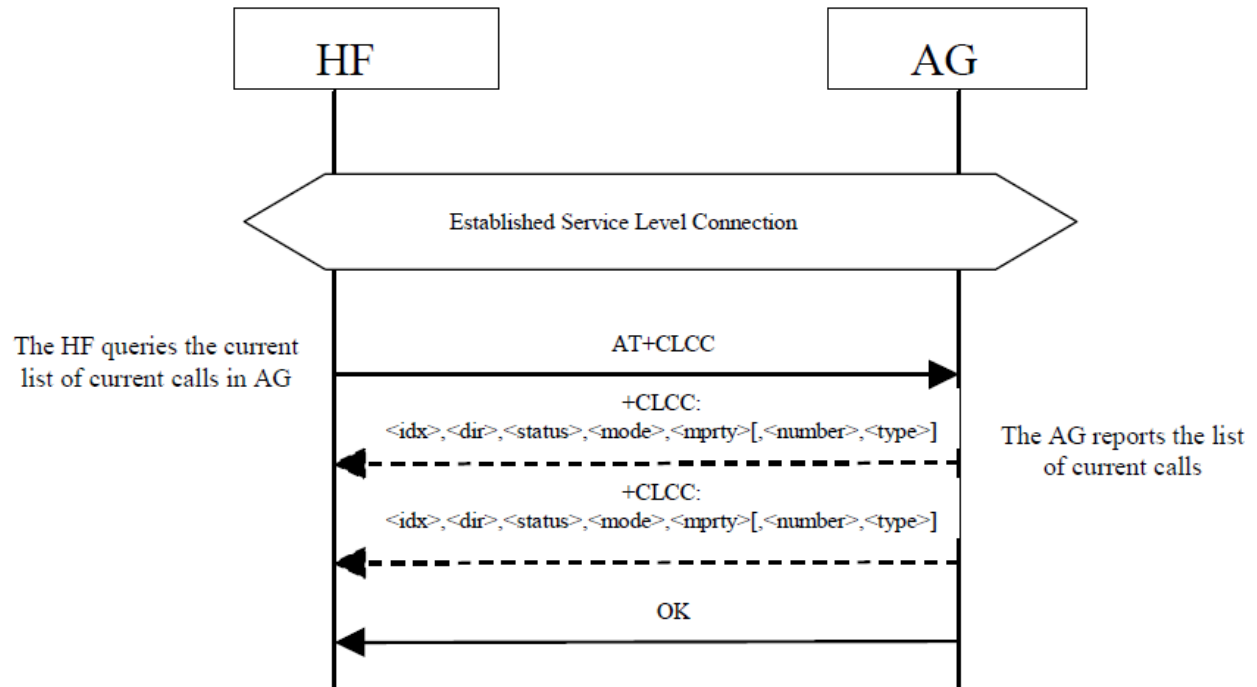 HF
AG
Established Service Level Connection
The HF queries the current
list of current calls in AG
AT+CLCC
+CLCC:
<idx>,<dir>,<status>,<mode>,<mprty>[,<number>,<type>]
The AG reports the list
of current calls
+CLCC:
<idx>,<dir>,<status>,<mode>,<mprty>[,<number>,<type>]
OK